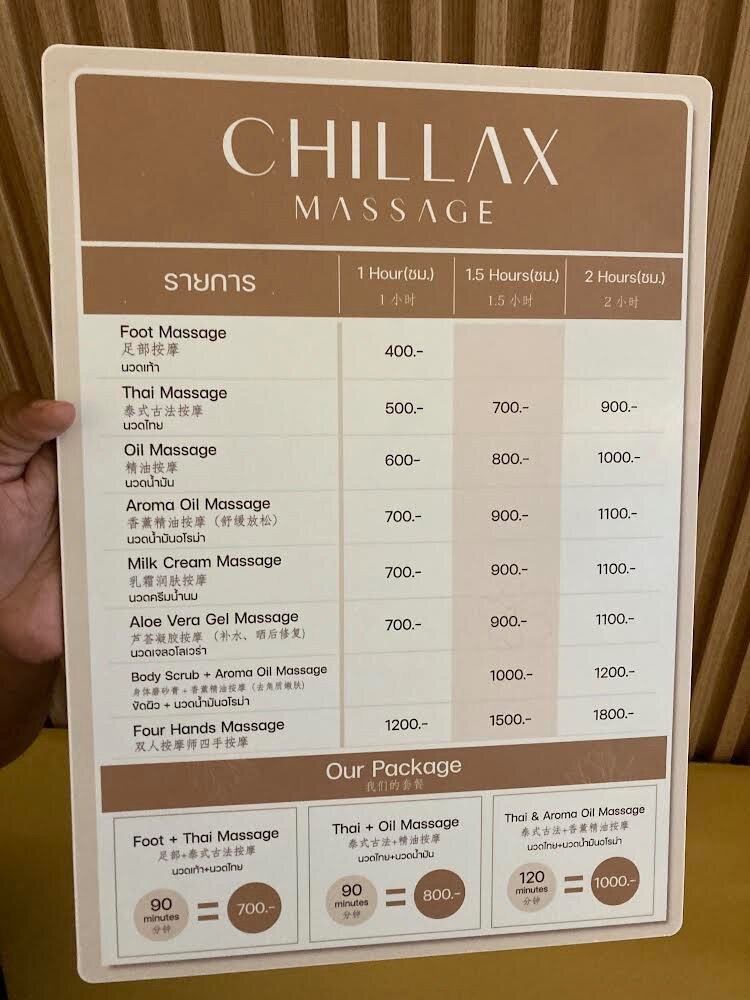 CHILLAX
MASSAGE
รายการ
1 Hour(ชม.)
1 小时
1.5 Hours(ชม.)
1.5 小时
2 Hours(ชม.)
2 小时
Foot Massage
足部按摩
นวดเท้า
400.-
Thai Massage
泰式古法按摩
นวดไทย
500.-
700.-
900.-
Oil Massage
精油按摩
นวดน้ำมัน
600-
800.-
1000.-
Aroma Oil Massage
香薰精油按摩（舒缓放松）
นวดน้ำมันอโรม่า
700.-
900.-
1100.-
Milk Cream Massage
乳霜润肤按摩
นวดครีมน้ำนม
700.-
900.-
1100.-
Aloe Vera Gel Massage
芦荟凝胶按摩 （补水、晒后修复)
นวดเจลอโลเวร่า
700.-
900.-
1100.-
Body Scrub + Aroma Oil Massage
身体磨砂膏 + 香薰精油按摩（去角质嫩肤)
ขัดผิว + นวดน้ำมันอโรม่า
1000.-
1200.-
Four Hands Massage
双人按摩师四手按摩
1200.-
1500.-
1800.-
Our Package
我们的套餐
Foot + Thai Massage
足部+泰式古法按摩
นวดเท้า+นวดไทย
90
minutes
分钟
= 700.-
Thai + Oil Massage
泰式古法+精油按摩
นวดไทย+นวดน้ำมัน
90
minutes
分钟
= 800.-
Thai & Aroma Oil Massage
泰式古法+香薰精油按摩
นวดไทย+นวดน้ำมันอโรม่า
120
minutes
分钟
= 1000.-